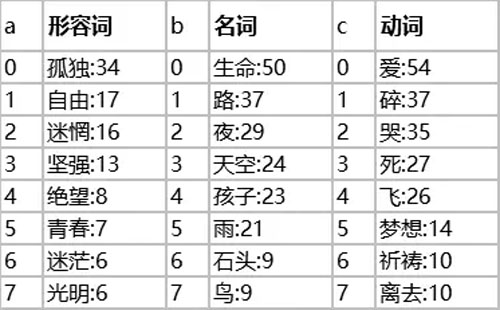 a 形容词 b 名词 c 动词
0 孤独:34 0 生命:50 0 爱:54
1 自由:17 1 路:37 1 碎:37
2 迷惘:16 2 夜:29 2 哭:35
3 坚强:13 3 天空:24 3 死:27
4 绝望:8 4 孩子:23 4 飞:26
5 青春:7 5 雨:21 5 梦想:14
6 迷茫:6 6 石头:9 6 祈祷:10
7 光明:6 7 鸟:9 7 离去:10